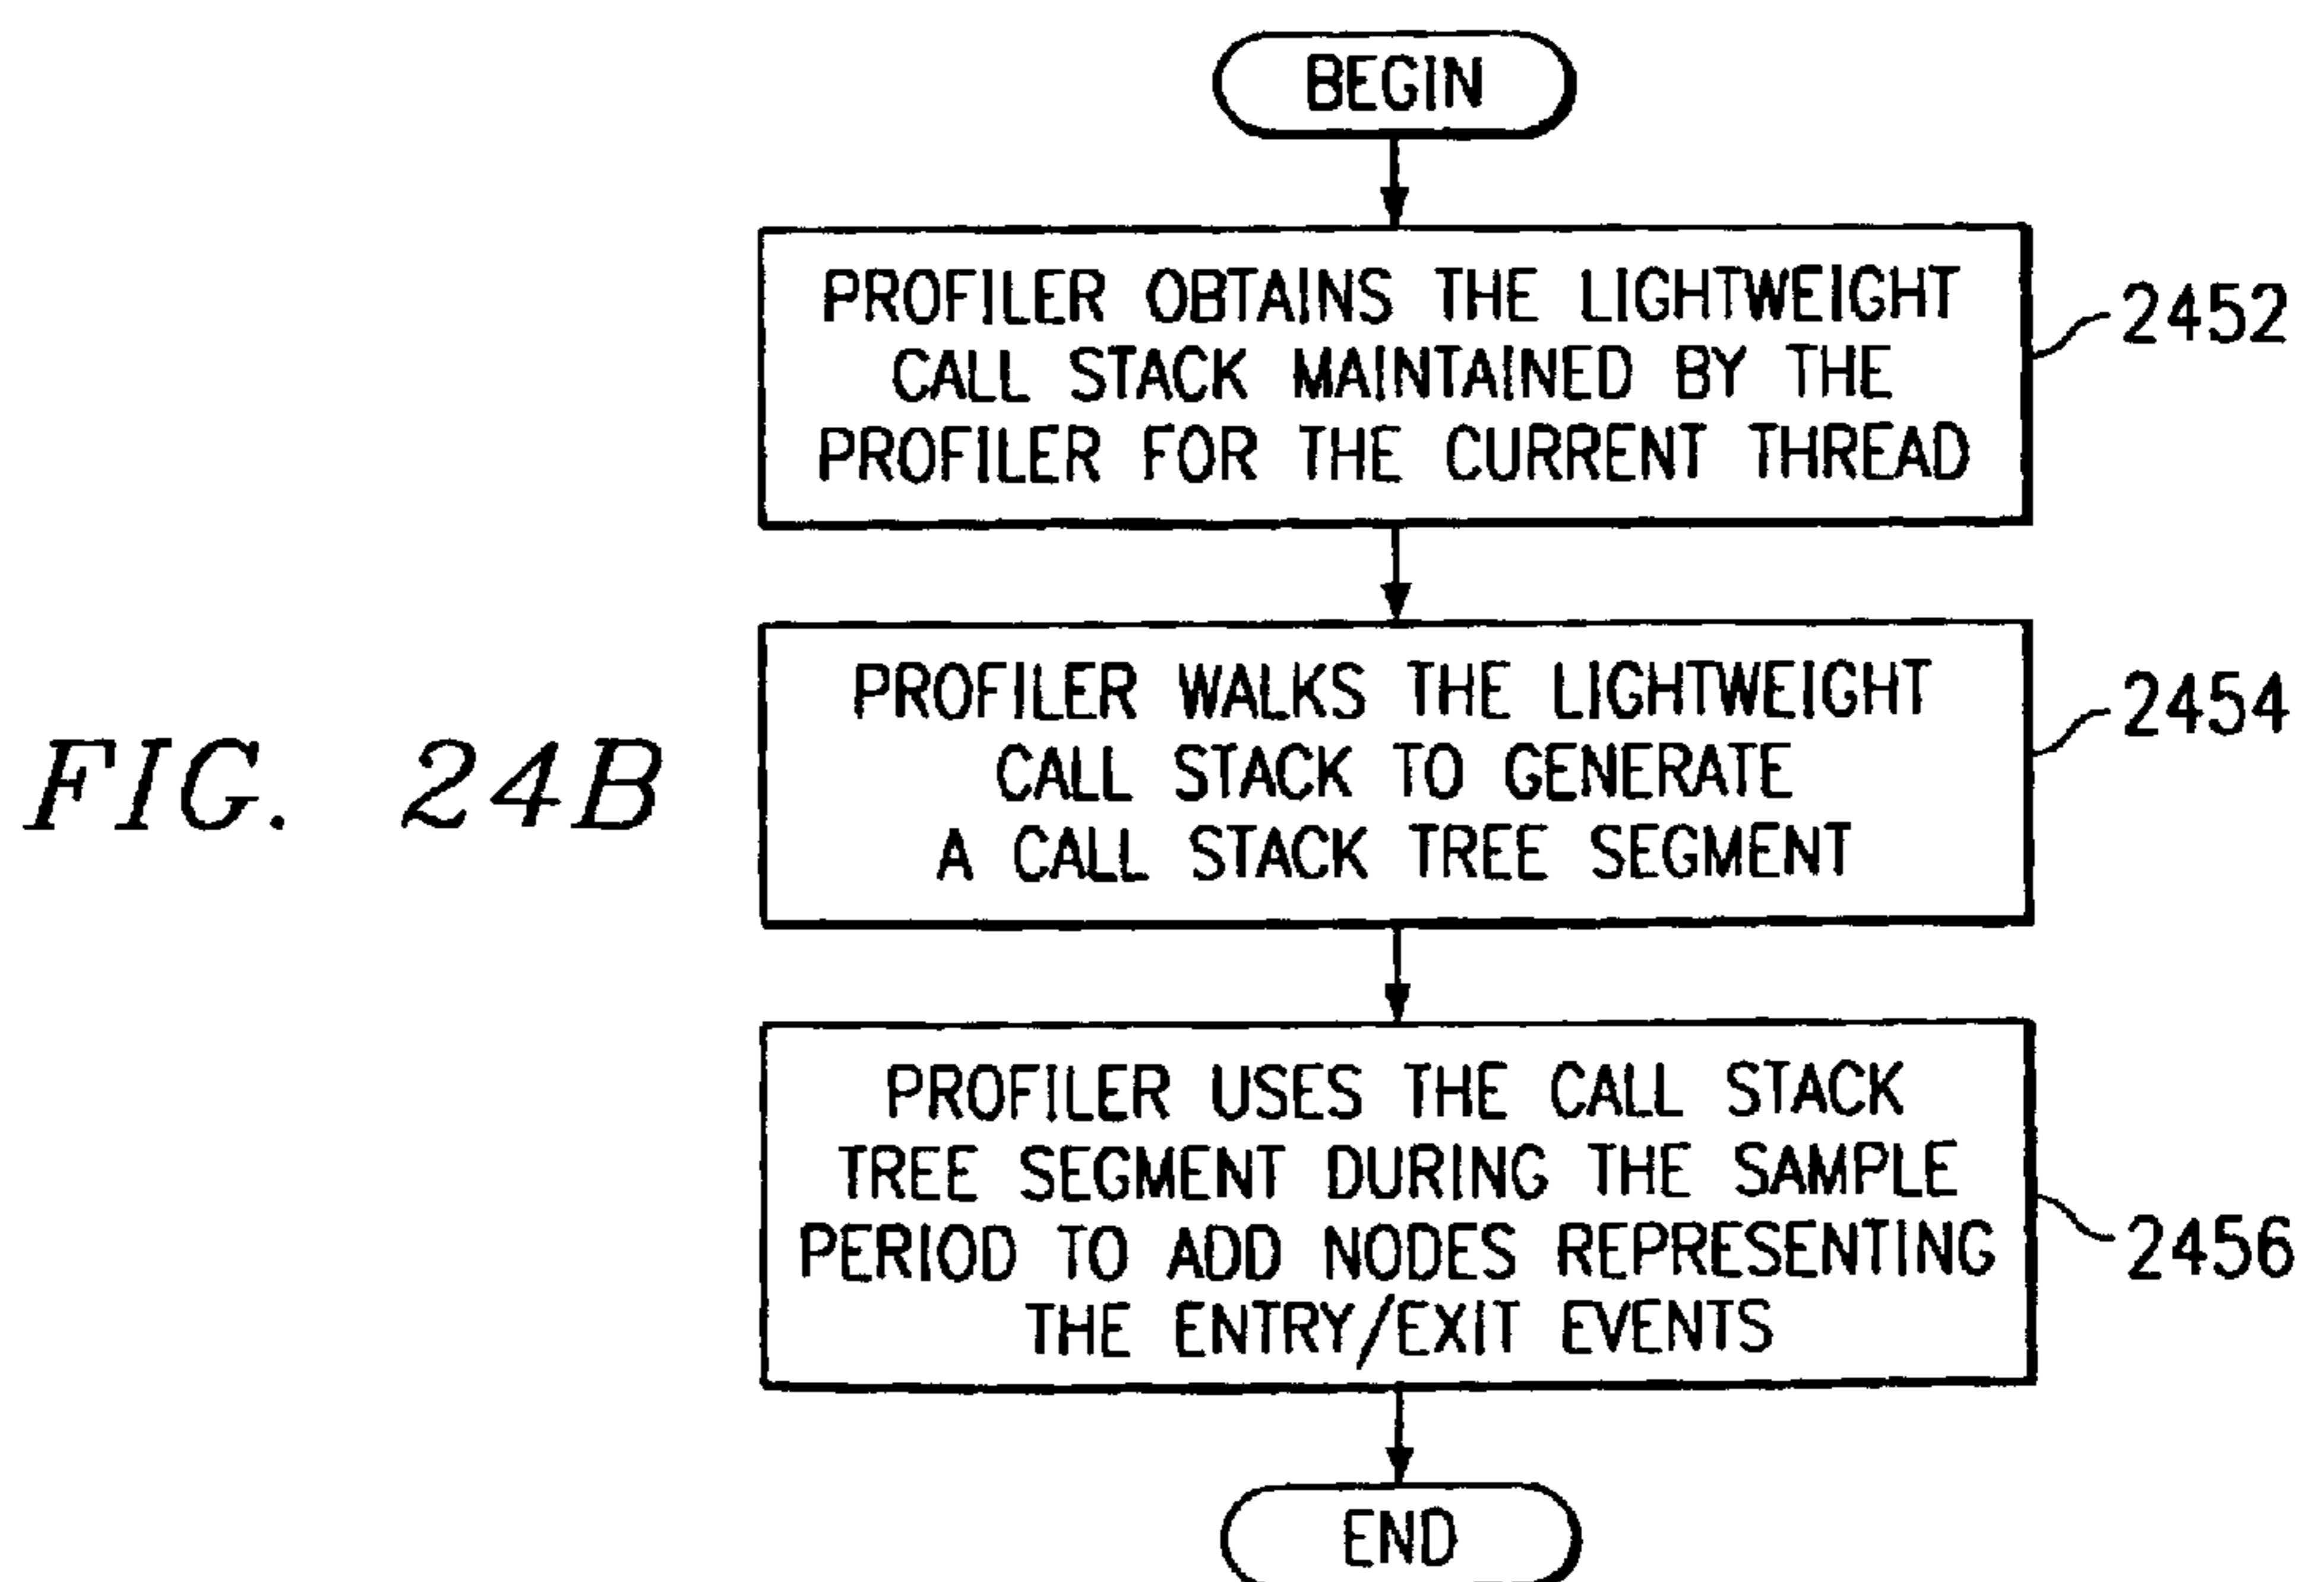 BEGIN
PROFILER OBTAINS THE LIGHTWEIGHT
CALL STACK MAINTAINED BY THE
PROFILER FOR THE CURRENT THREAD
2452
PROFILER WALKS THE LIGHTWEIGHT
CALL STACK TO GENERATE
A CALL STACK TREE SEGMENT
2454
FIG. 24B
PROFILER USES THE CALL STACK
TREE SEGMENT DURING THE SAMPLE
PERIOD TO ADD NODES REPRESENTING
THE ENTRY/EXIT EVENTS
2456
END